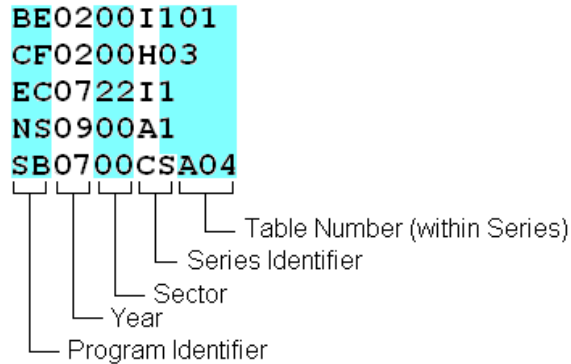 BE0200I101
CF0200H03
EC0722I1
NS0900A1
SB0700CSA04
Table Number (within Series)
Series Identifier
Sector
Year
Program Identifier